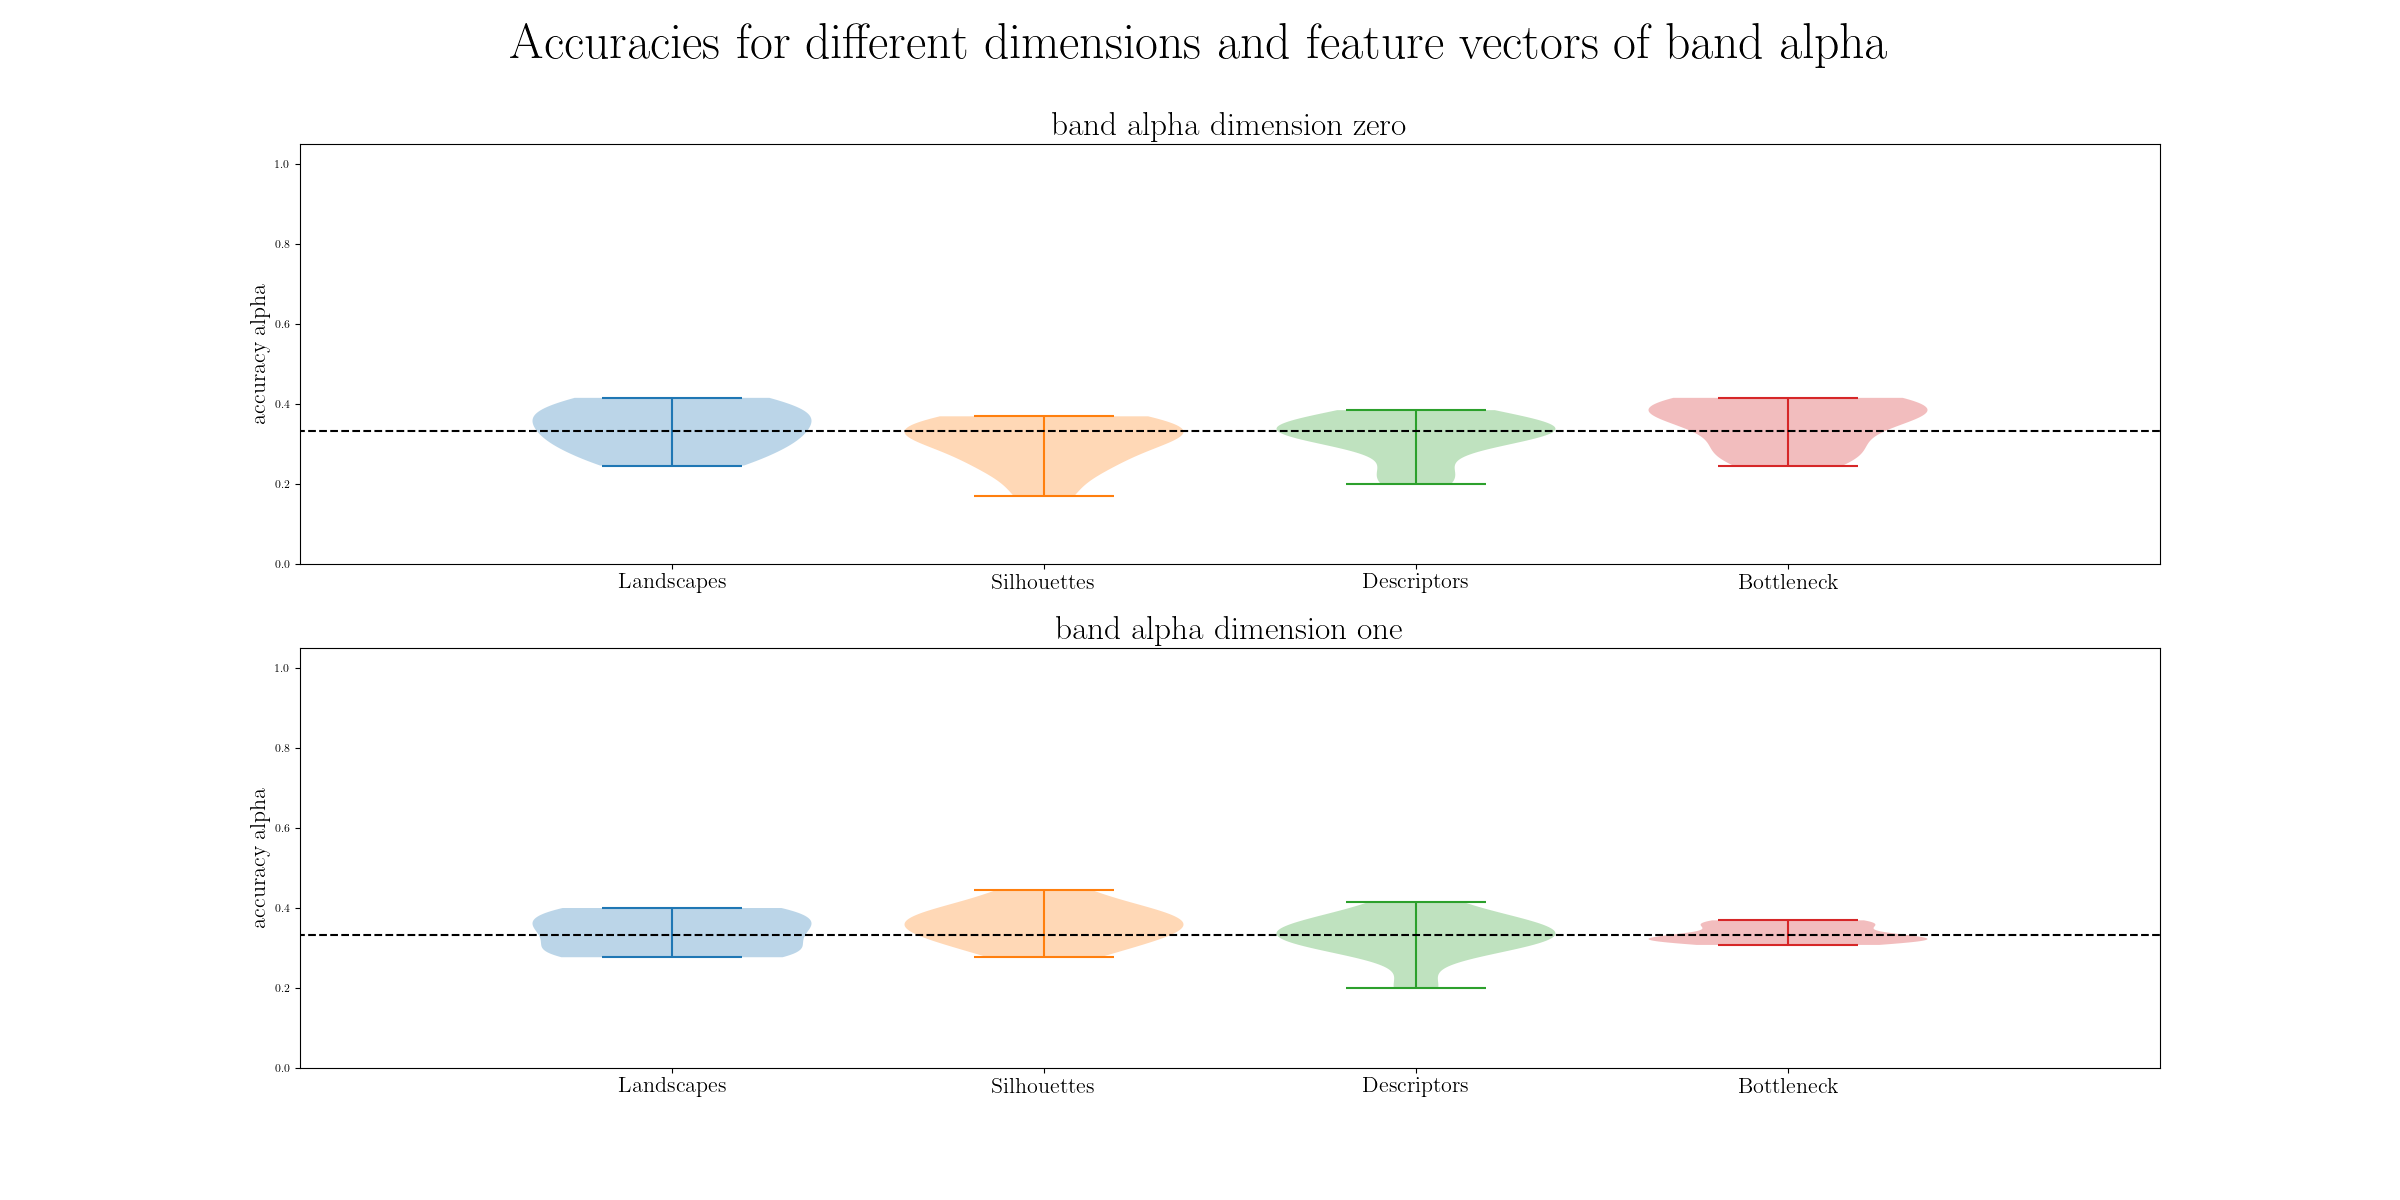 Accuracies for different dimensions and feature vectors of band alpha
band alpha dimension zero
1.0
0.8
0.6
0.4
0.2
0.0
accuracy alpha
Landscapes Silhouettes Descriptors Bottleneck
band alpha dimension one
1.0
0.8
0.6
0.4
0.2
0.0
accuracy alpha
Landscapes Silhouettes Descriptors Bottleneck